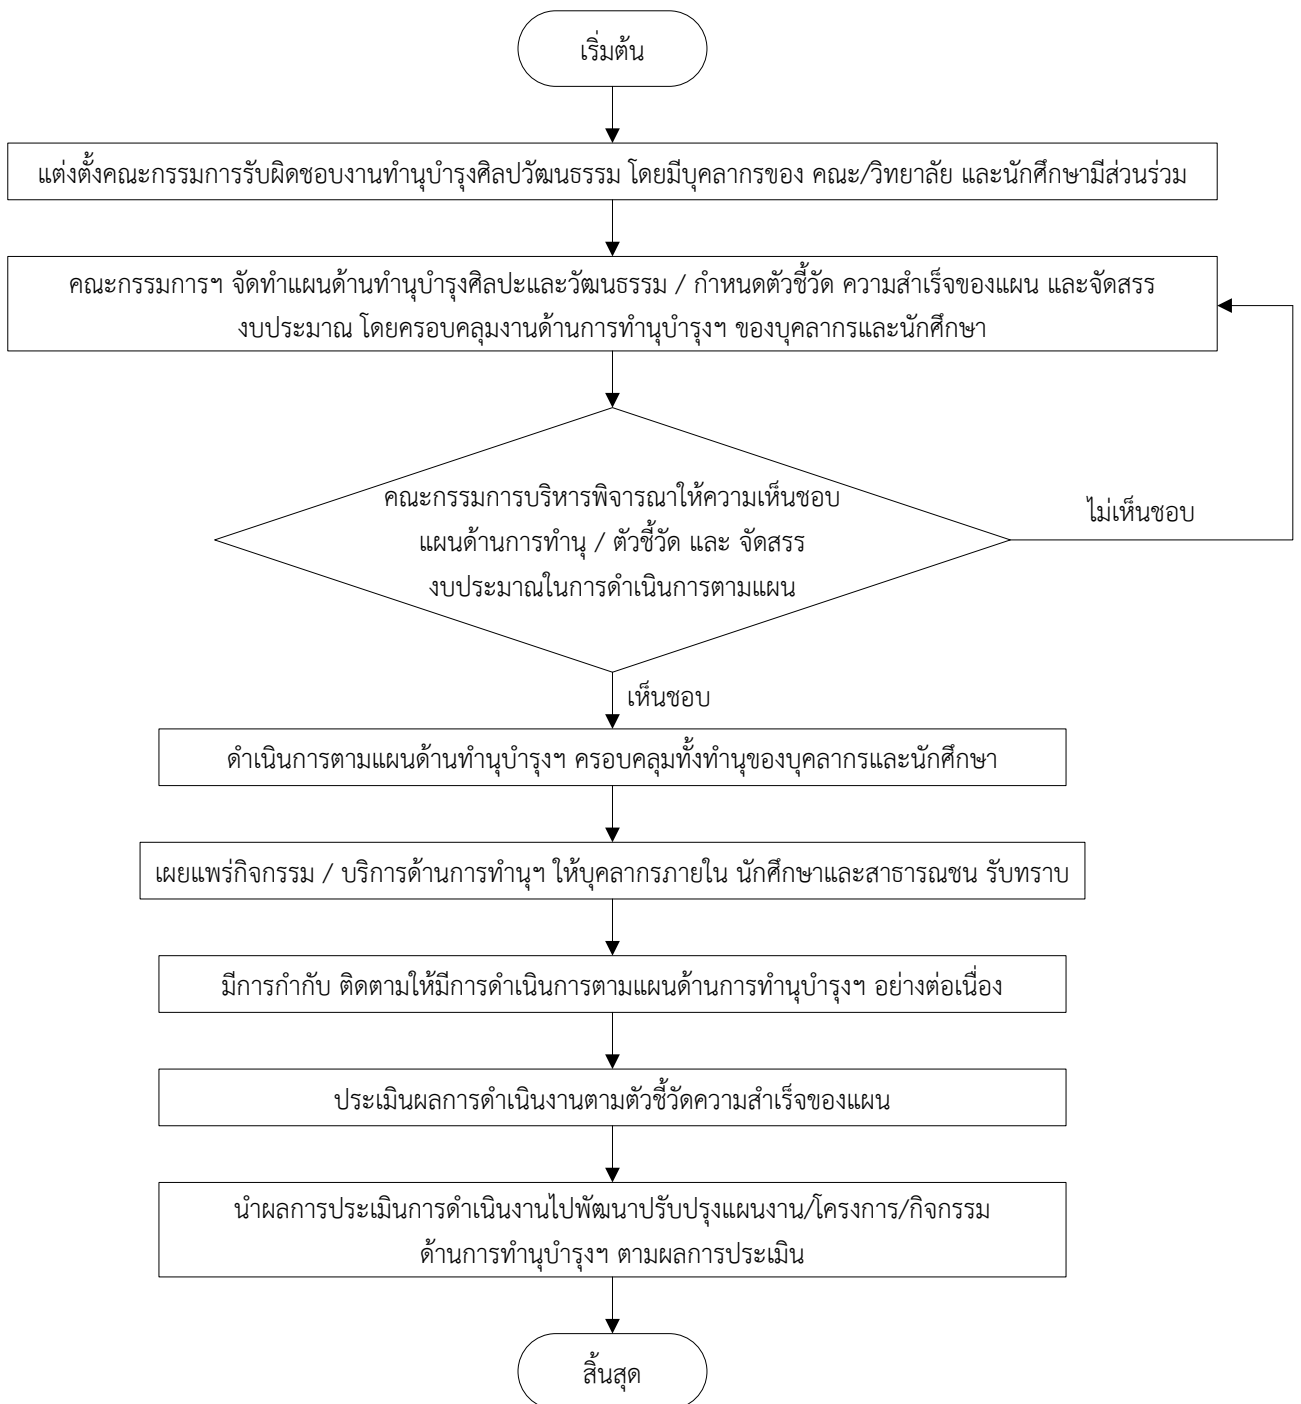 เริ่มต้น
แต่งตั้งคณะกรรมการรับผิดชอบงานทำนุบำรุงศิลปวัฒนธรรม โดยมีบุคลากรของ คณะ/วิทยาลัย และนักศึกษามีส่วนร่วม
คณะกรรมการฯ จัดทำแผนด้านทำนุบำรุงศิลปะและวัฒนธรรม / กำหนดตัวชี้วัด ความสำเร็จของแผน และจัดสรร
งบประมาณ โดยครอบคลุมงานด้านการทำนุบำรุงฯ ของบุคลากรและนักศึกษา
คณะกรรมการบริหารพิจารณาให้ความเห็นชอบ
แผนด้านการทำนุ / ตัวชี้วัด และ จัดสรร
งบประมาณในการดำเนินการตามแผน
ไม่เห็นชอบ
เห็นชอบ
ดำเนินการตามแผนด้านทำนุบำรุงฯ ครอบคลุมทั้งทำนุของบุคลากรและนักศึกษา
เผยแพร่กิจกรรม / บริการด้านการทำนุฯ ให้บุคลากรภายใน นักศึกษาและสาธารณชน รับทราบ
มีการกำกับ ติดตามให้มีการดำเนินการตามแผนด้านการทำนุบำรุงฯ อย่างต่อเนื่อง
ประเมินผลการดำเนินงานตามตัวชี้วัดความสำเร็จของแผน
นำผลการประเมินการดำเนินงานไปพัฒนาปรับปรุงแผนงาน/โครงการ/กิจกรรม
ด้านการทำนุบำรุงฯ ตามผลการประเมิน
สิ้นสุด